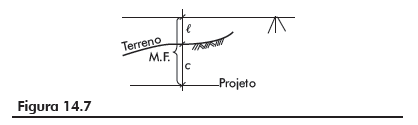 ℓ
Terreno
M.F.
c
Projeto
Figura 14.7